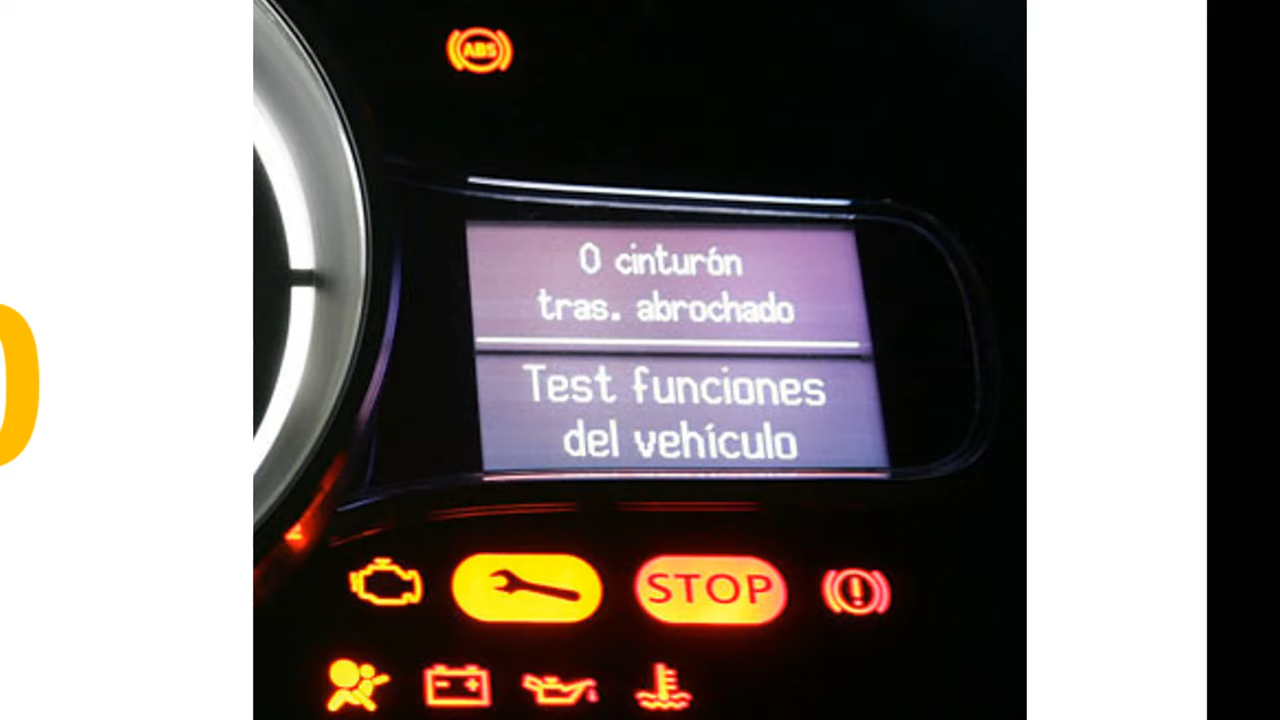 ABS
0 cinturón
tras. abrochado
Test funciones
del vehículo
STOP